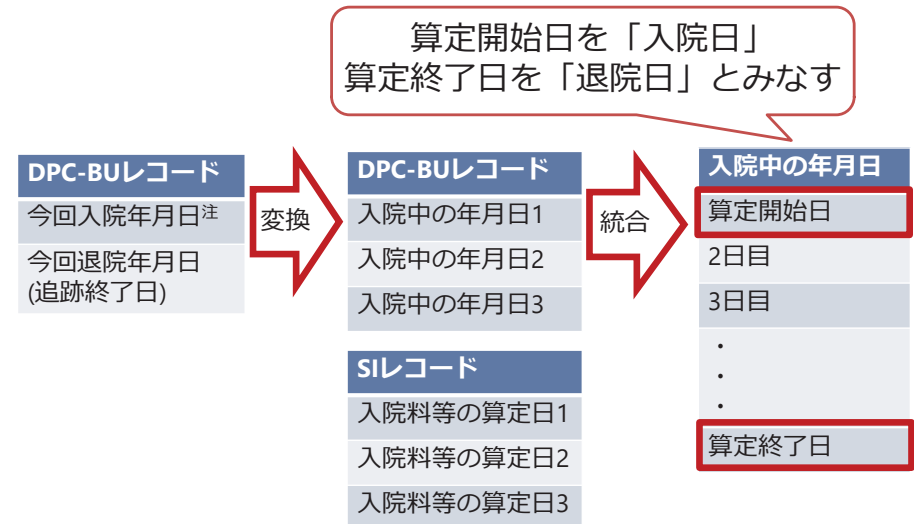 算定開始日を「入院日」
算定終了日を「退院日」とみなす
DPC-BUレコード
今回入院年月日注
今回退院年月日
(追跡終了日)
変換
DPC-BUレコード
入院中の年月日1
入院中の年月日2
入院中の年月日3
SIレコード
入院料等の算定日1
入院料等の算定日2
入院料等の算定日3
統合
入院中の年月日
算定開始日
2日目
3日目
・
・
・
算定終了日